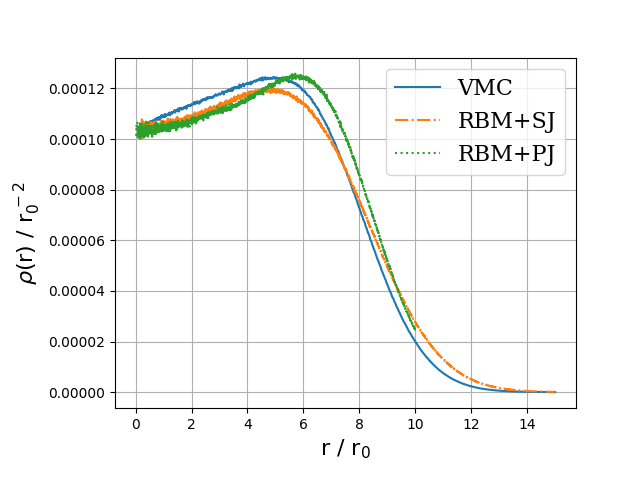 VMC
RBM+SJ
RBM+PJ
0.00012
0.00010
0.00008
0.00006
0.00004
0.00002
0.00000
ρ(r) / r₀⁻²
0 2 4 6 8 10 12 14
r / r₀